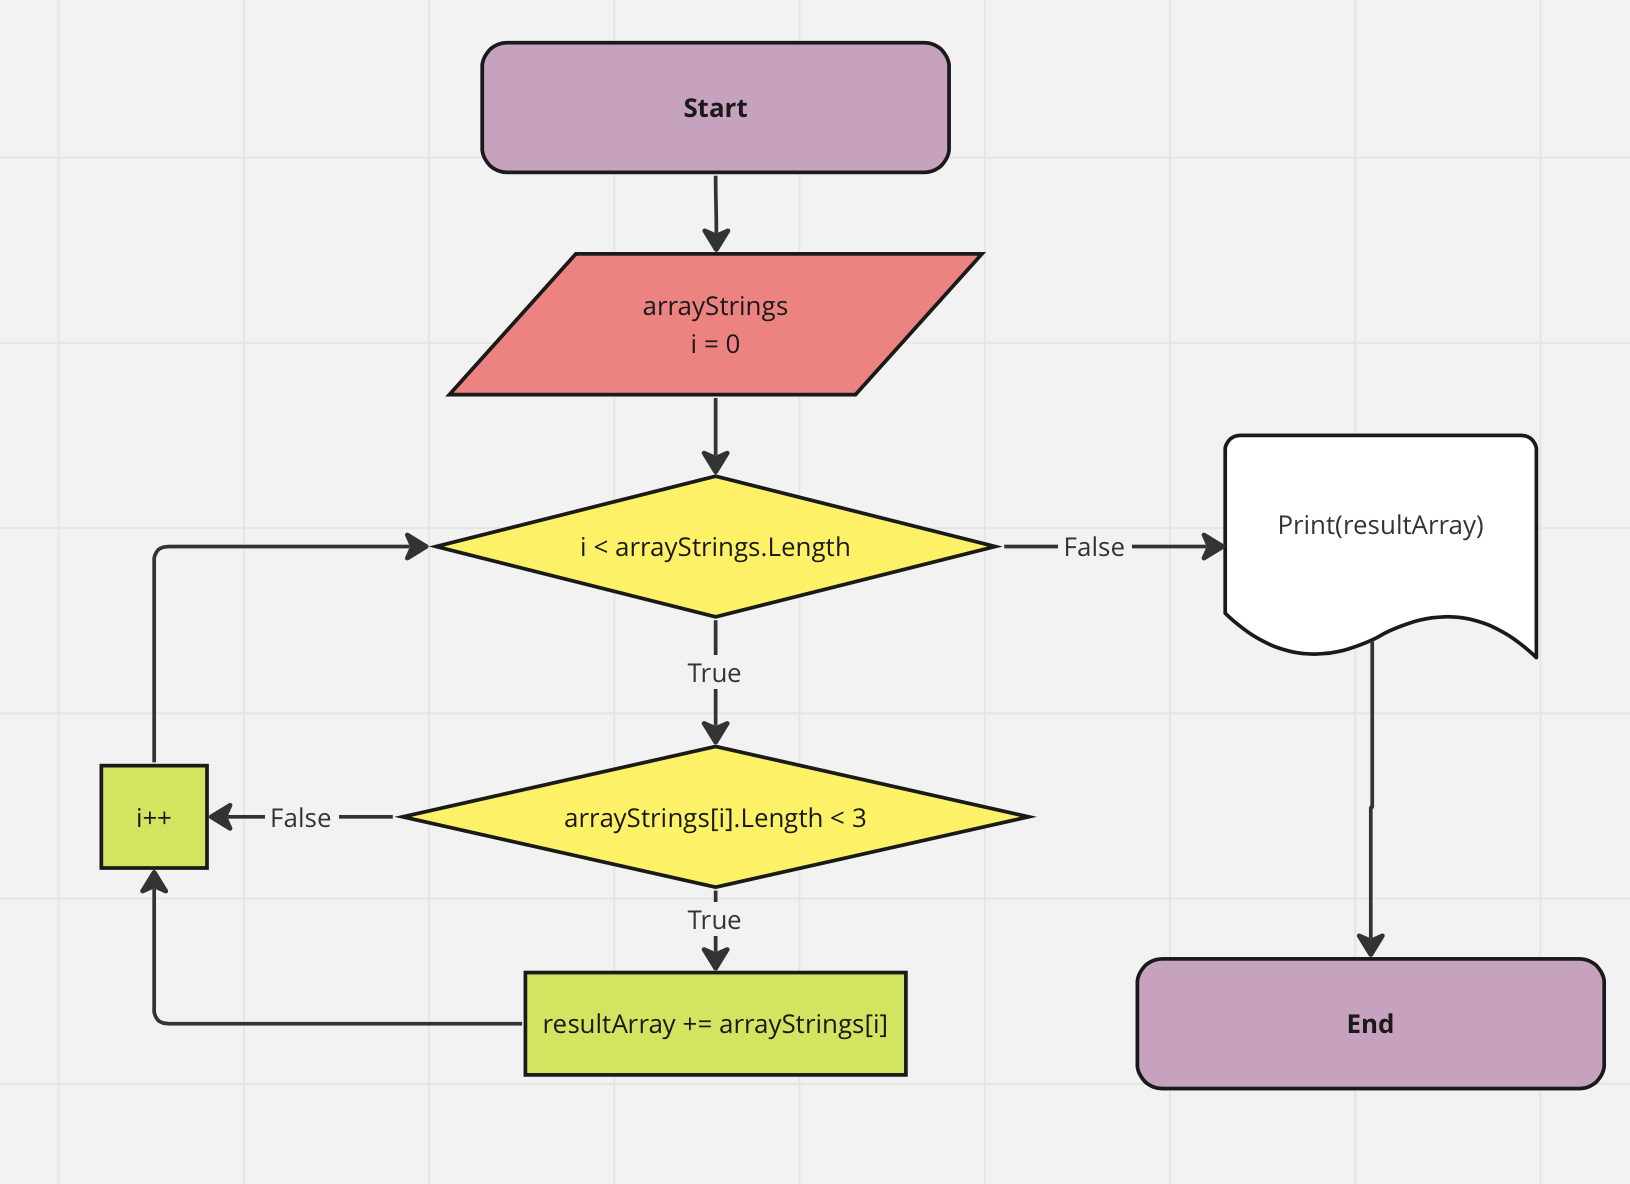 Start
arrayStrings
i = 0
i < arrayStrings.Length
False
Print(resultArray)
True
i++
False
arrayStrings[i].Length < 3
True
resultArray += arrayStrings[i]
End